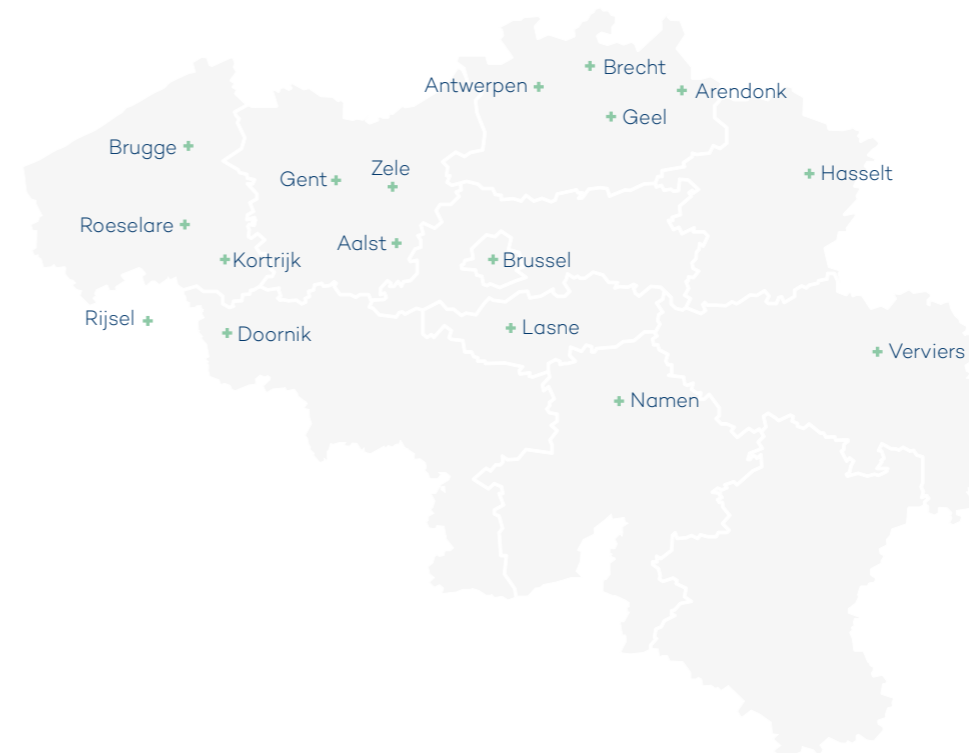 Brecht
Antwerpen
Arendonk
Geel
Brugge
Zele
Gent
Hasselt
Roeselare
Aalst
Kortrijk
Brussel
Rijsel
Doornik
Lasne
Verviers
Namen